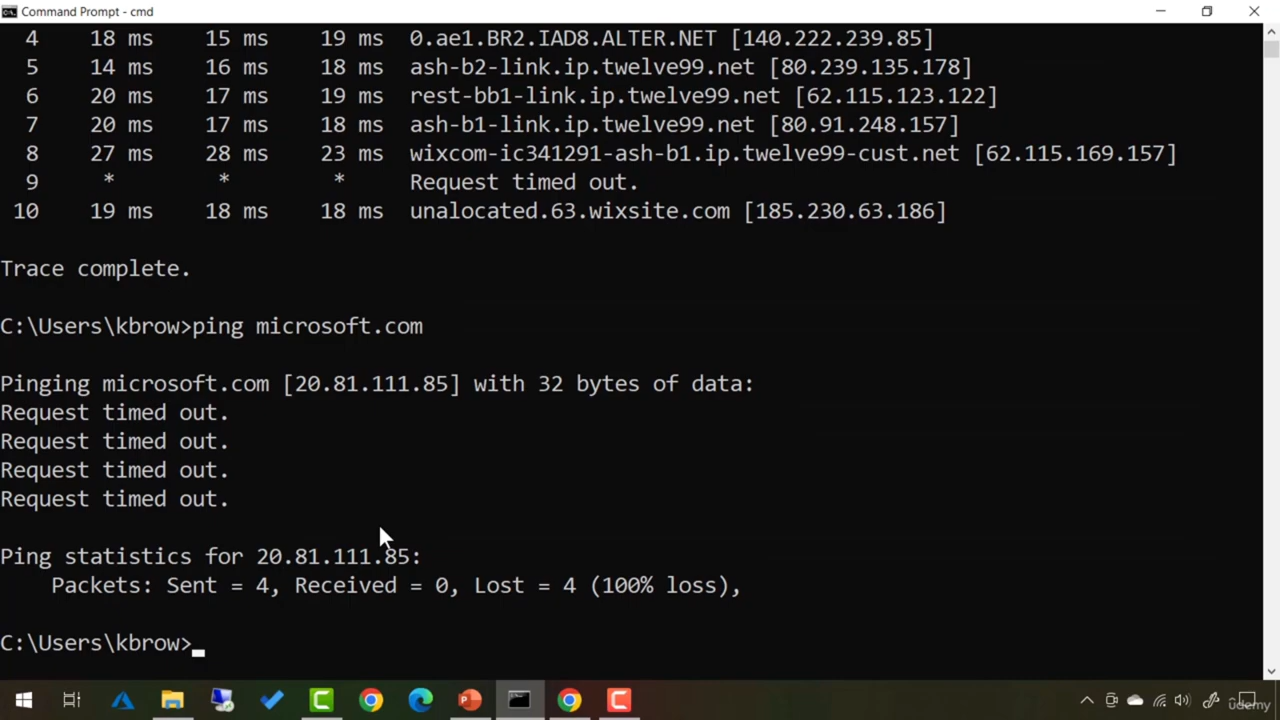 Command Prompt - cmd
4 18 ms 15 ms 19 ms 0.ae1.BR2.IAD8.ALTER.NET [140.222.239.85]
5 14 ms 16 ms 18 ms ash-b2-link.ip.twelve99.net [80.239.135.178]
6 20 ms 17 ms 19 ms rest-bb1-link.ip.twelve99.net [62.115.123.122]
7 20 ms 17 ms 18 ms ash-b1-link.ip.twelve99.net [80.91.248.157]
8 27 ms 28 ms 23 ms wixcom-ic341291-ash-b1.ip.twelve99-cust.net [62.115.169.157]
9 * * * Request timed out.
10 19 ms 18 ms 18 ms unalocated.63.wixsite.com [185.230.63.186]
Trace complete.
C:\Users\kbrow>ping microsoft.com
Pinging microsoft.com [20.81.111.85] with 32 bytes of data:
Request timed out.
Request timed out.
Request timed out.
Request timed out.
Ping statistics for 20.81.111.85:
Packets: Sent = 4, Received = 0, Lost = 4 (100% loss),
C:\Users\kbrow>
udemy